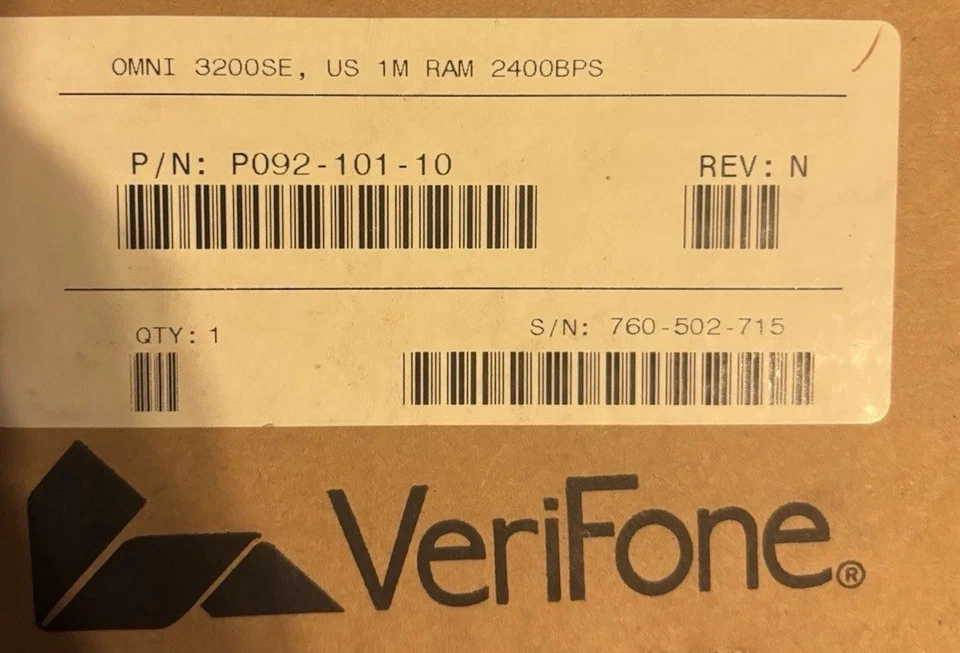 OMNI 3200SE, US 1M RAM 2400BPS
P/N: P092-101-10 REV: N
QTY: 1 S/N: 760-502-715
VeriFone®